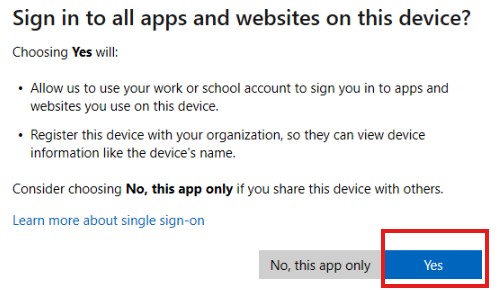 Sign in to all apps and websites on this device?
Choosing Yes will:
• Allow us to use your work or school account to sign you in to apps and
websites you use on this device.
• Register this device with your organization, so they can view device
information like the device's name.
Consider choosing No, this app only if you share this device with others.
Learn more about single sign-on
No, this app only
Yes